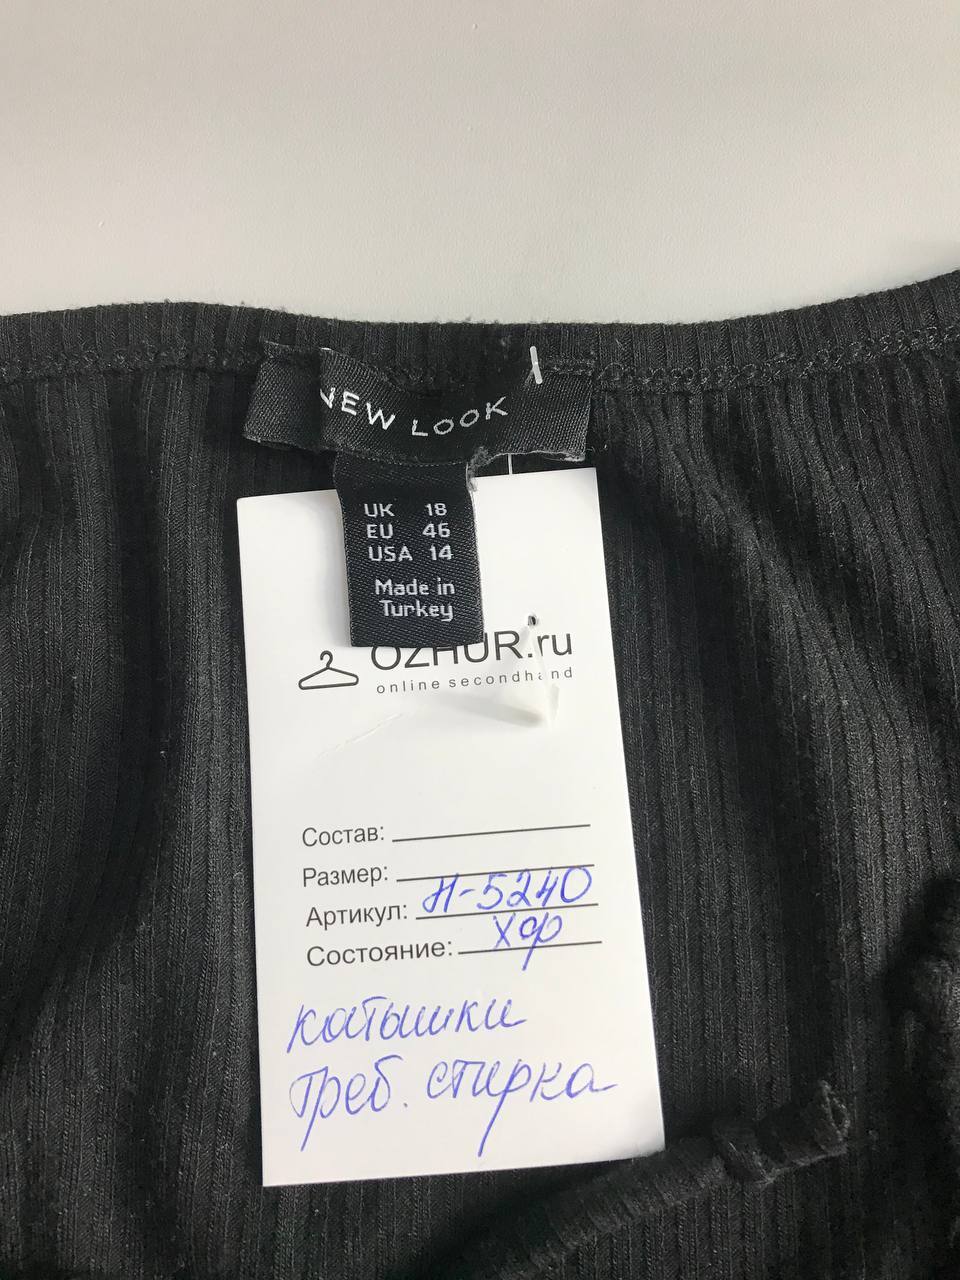 NEW LOOK
UK 18
EU 46
USA 14
Made in
Turkey
OZHUR.ru
online secondhand
Состав:
Размер:
Артикул: Н-5240
Состояние: ХФ
катышки
Треб. стирка